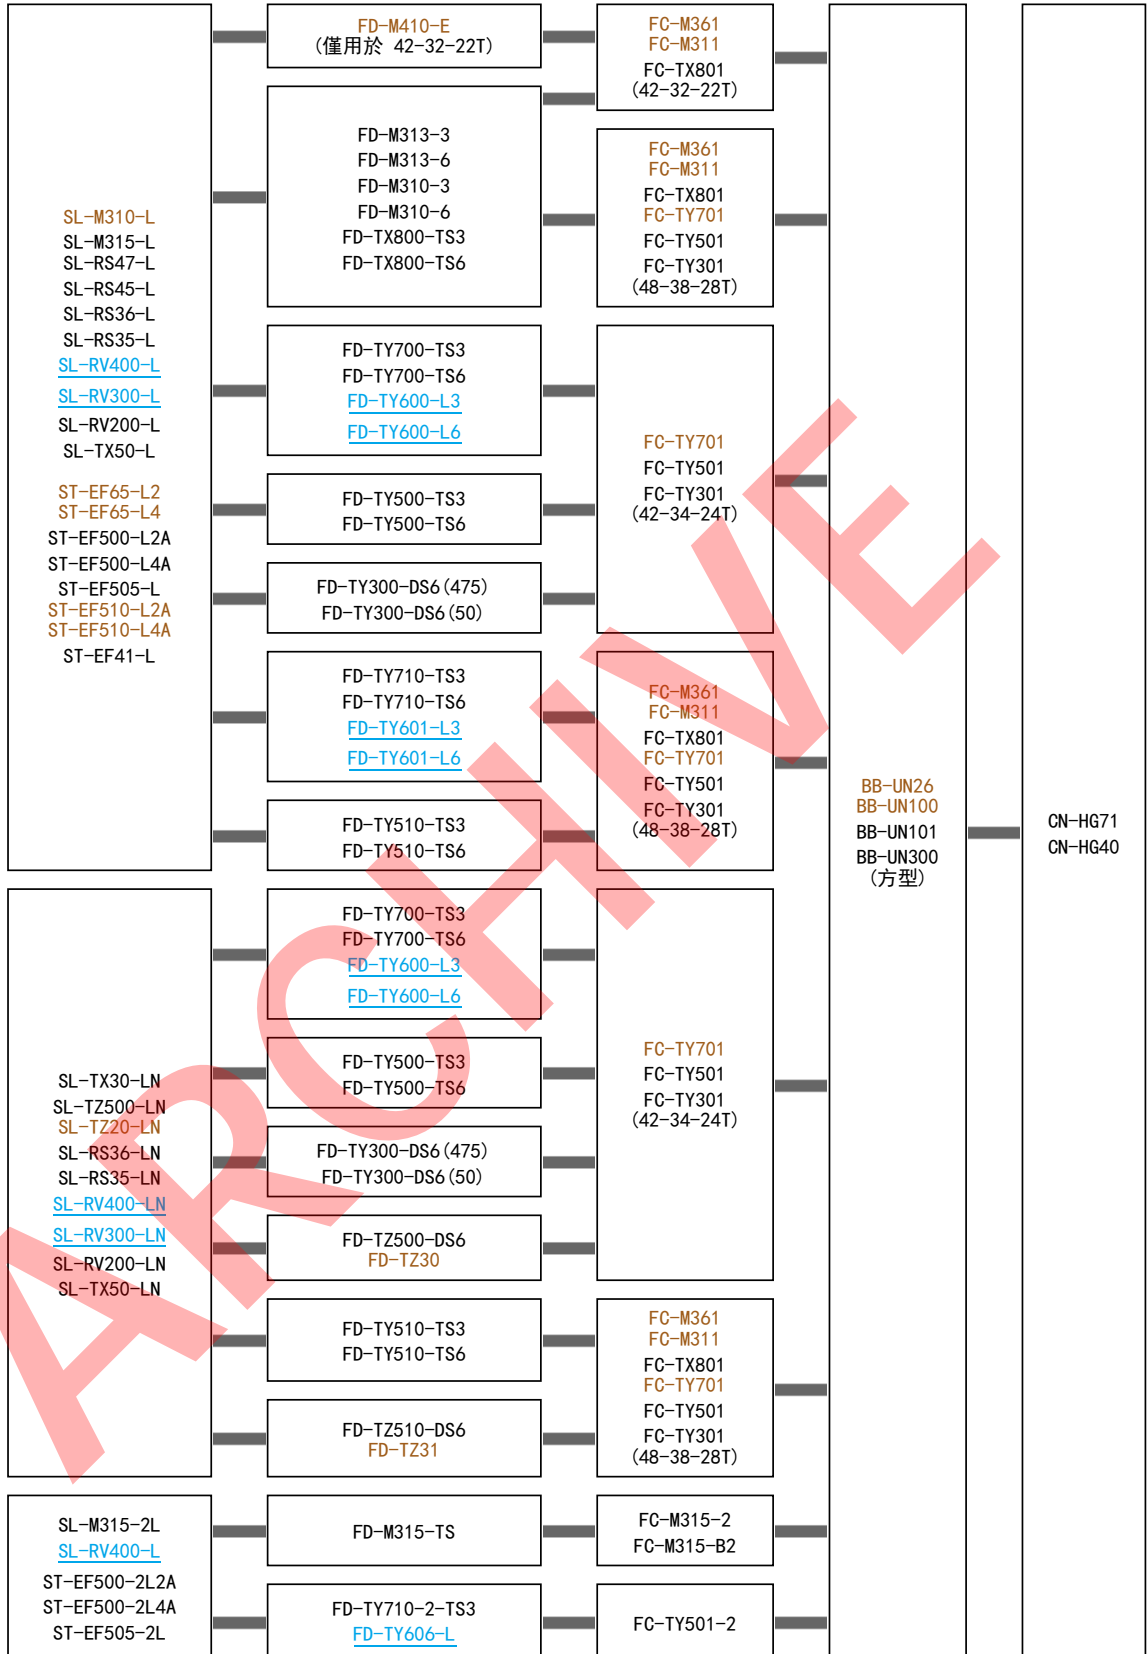 SL-M310-L
SL-M315-L
SL-RS47-L
SL-RS45-L
SL-RS36-L
SL-RS35-L
SL-RV400-L
SL-RV300-L
SL-RV200-L
SL-TX50-L
ST-EF65-L2
ST-EF65-L4
ST-EF500-L2A
ST-EF500-L4A
ST-EF505-L
ST-EF510-L2A
ST-EF510-L4A
ST-EF41-L
FD-M410-E
(僅用於 42-32-22T)
FD-M313-3
FD-M313-6
FD-M310-3
FD-M310-6
FD-TX800-TS3
FD-TX800-TS6
FD-TY700-TS3
FD-TY700-TS6
FD-TY600-L3
FD-TY600-L6
FD-TY500-TS3
FD-TY500-TS6
FD-TY300-DS6(475)
FD-TY300-DS6(50)
FD-TY710-TS3
FD-TY710-TS6
FD-TY601-L3
FD-TY601-L6
FD-TY510-TS3
FD-TY510-TS6
FC-M361
FC-M311
FC-TX801
(42-32-22T)
FC-M361
FC-M311
FC-TX801
FC-TY701
FC-TY501
FC-TY301
(48-38-28T)
FC-TY701
FC-TY501
FC-TY301
(42-34-24T)
FC-M361
FC-M311
FC-TX801
FC-TY701
FC-TY501
FC-TY301
(48-38-28T)
SL-TX30-LN
SL-TZ500-LN
SL-TZ20-LN
SL-RS36-LN
SL-RS35-LN
SL-RV400-LN
SL-RV300-LN
SL-RV200-LN
SL-TX50-LN
FD-TY700-TS3
FD-TY700-TS6
FD-TY600-L3
FD-TY600-L6
FD-TY500-TS3
FD-TY500-TS6
FD-TY300-DS6(475)
FD-TY300-DS6(50)
FD-TZ500-DS6
FD-TZ30
FD-TY510-TS3
FD-TY510-TS6
FD-TZ510-DS6
FD-TZ31
FC-TY701
FC-TY501
FC-TY301
(42-34-24T)
FC-M361
FC-M311
FC-TX801
FC-TY701
FC-TY501
FC-TY301
(48-38-28T)
SL-M315-2L
SL-RV400-L
ST-EF500-2L2A
ST-EF500-2L4A
ST-EF505-2L
FD-M315-TS
FD-TY710-2-TS3
FD-TY606-L
FC-M315-2
FC-M315-B2
FC-TY501-2
BB-UN26
BB-UN100
BB-UN101
BB-UN300
(方型)
CN-HG71
CN-HG40
ARCHIVE